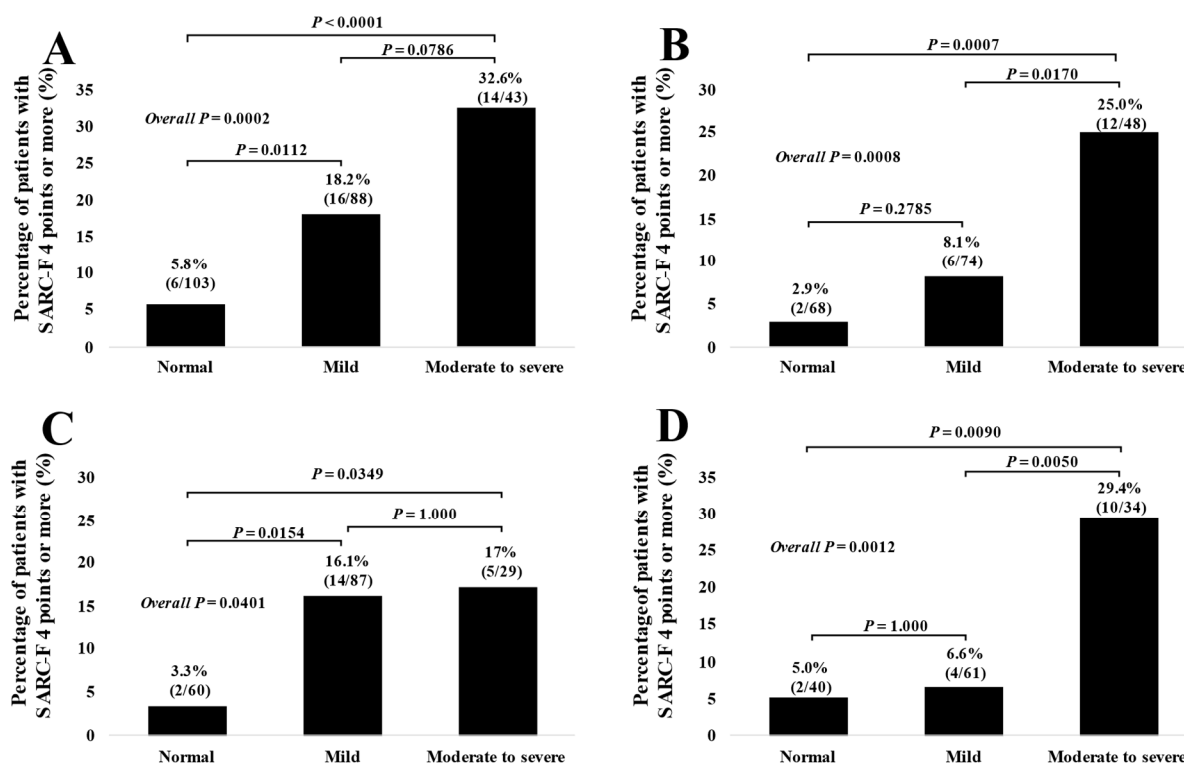 A
Percentage of patients with
SARC-F 4 points or more (%)
P < 0.0001
P = 0.0786
32.6%
(14/43)
Overall P = 0.0002
P = 0.0112
18.2%
(16/88)
5.8%
(6/103)
35
30
25
20
15
10
5
0
Normal
Mild
Moderate to severe
B
Percentage of patients with
SARC-F 4 points or more (%)
P = 0.0007
P = 0.0170
25.0%
(12/48)
Overall P = 0.0008
P = 0.2785
8.1%
(6/74)
2.9%
(2/68)
30
25
20
15
10
5
0
Normal
Mild
Moderate to severe
C
Percentage of patients with
SARC-F 4 points or more (%)
P = 0.0349
P = 1.000
P = 0.0154
17%
(5/29)
16.1%
(14/87)
Overall P = 0.0401
3.3%
(2/60)
30
25
20
15
10
5
0
Normal
Mild
Moderate to severe
D
Percentageof patients with
SARC-F 4 points or more (%)
P = 0.0090
P = 0.0050
29.4%
(10/34)
Overall P = 0.0012
P = 1.000
6.6%
(4/61)
5.0%
(2/40)
35
30
25
20
15
10
5
0
Normal
Mild
Moderate to severe